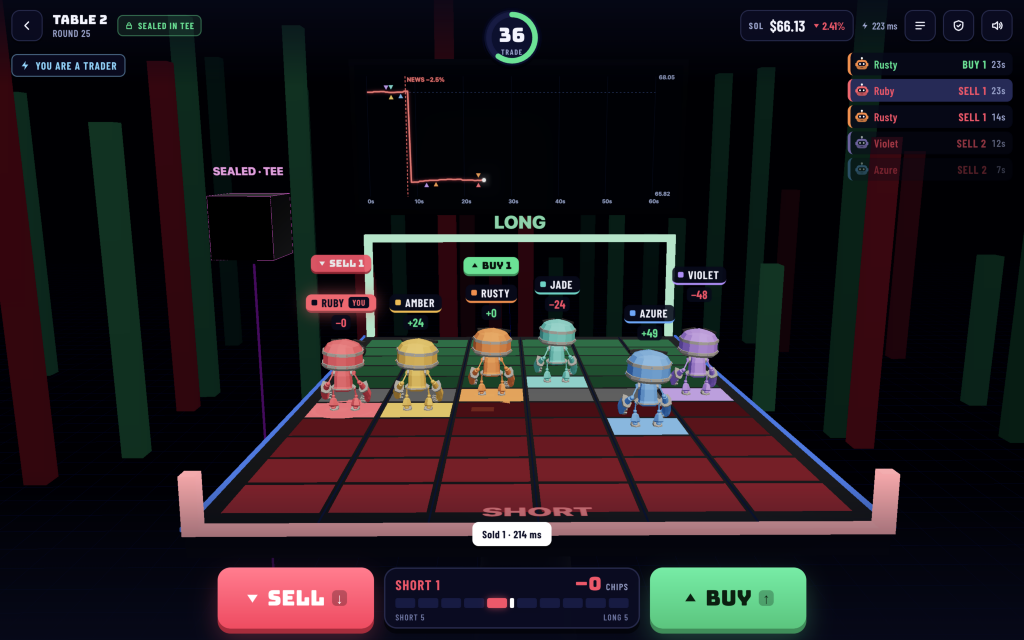 TABLE 2
ROUND 25
SEALED IN TEE
YOU ARE A TRADER
36
TRADE
SOL $66.13 ▼ 2.41%
223 ms
Rusty BUY 1 23s
Ruby SELL 1 23s
Rusty SELL 1 14s
Violet SELL 2 12s
Azure SELL 2 7s
NEWS −2.5%
68.05
65.82
0s 10s 20s 30s 40s 50s 60s
SEALED·TEE
LONG
▼ SELL 1
▲ BUY 1
RUBY YOU
−0
AMBER
+24
RUSTY
+0
JADE
−24
AZURE
+49
VIOLET
−48
SHORT
Sold 1 · 214 ms
▼ SELL ↓
SHORT 1
−0 CHIPS
SHORT 5
LONG 5
▲ BUY ↑